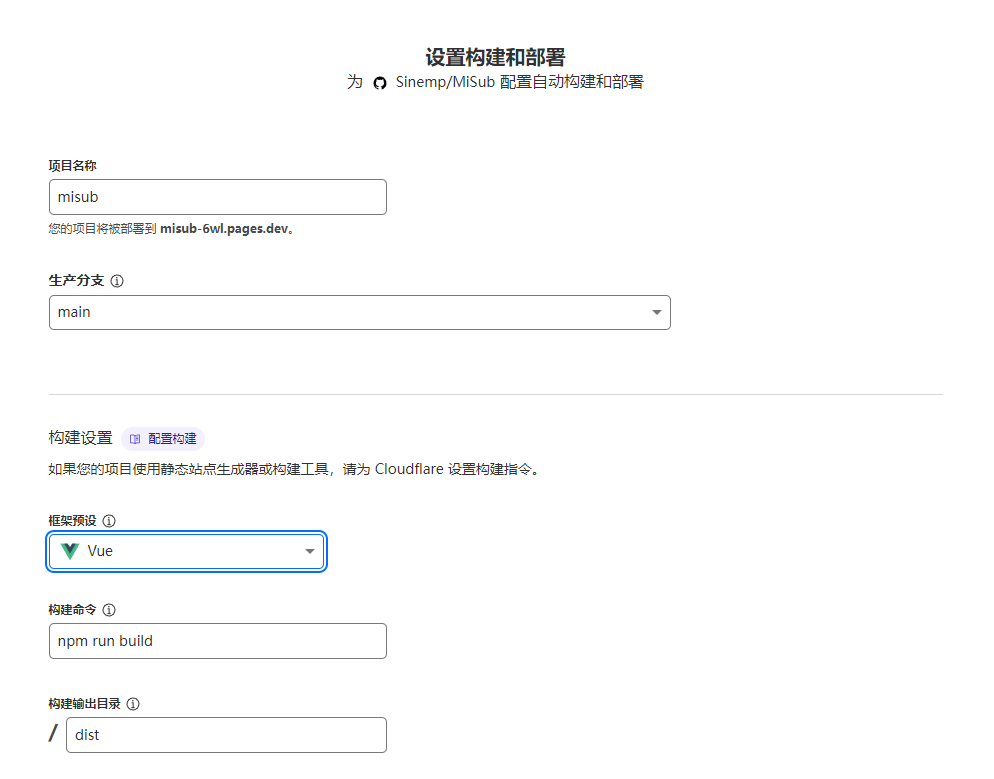 设置构建和部署
为 Sinemp/MiSub 配置自动构建和部署
项目名称
misub
您的项目将被部署到 misub-6wl.pages.dev。
生产分支
main
构建设置 配置构建
如果您的项目使用静态站点生成器或构建工具，请为 Cloudflare 设置构建指令。
框架预设
Vue
构建命令
npm run build
构建输出目录
/ dist